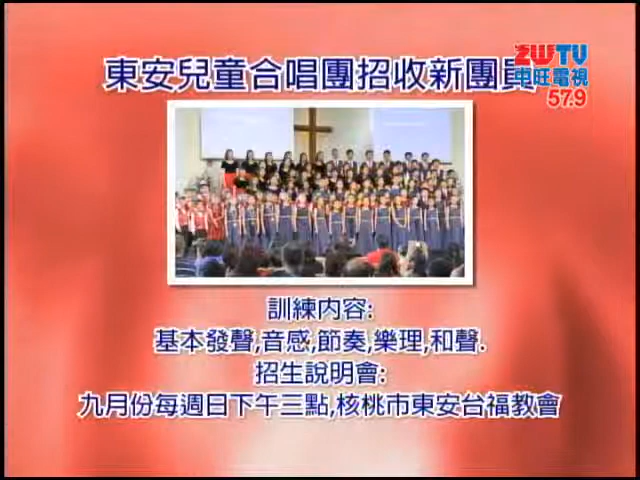 ZWTV
中旺電視
57.9
東安兒童合唱團招收新團員
訓練內容:
基本發聲,音感,節奏,樂理,和聲.
招生說明會:
九月份每週日下午三點,核桃市東安台福教會